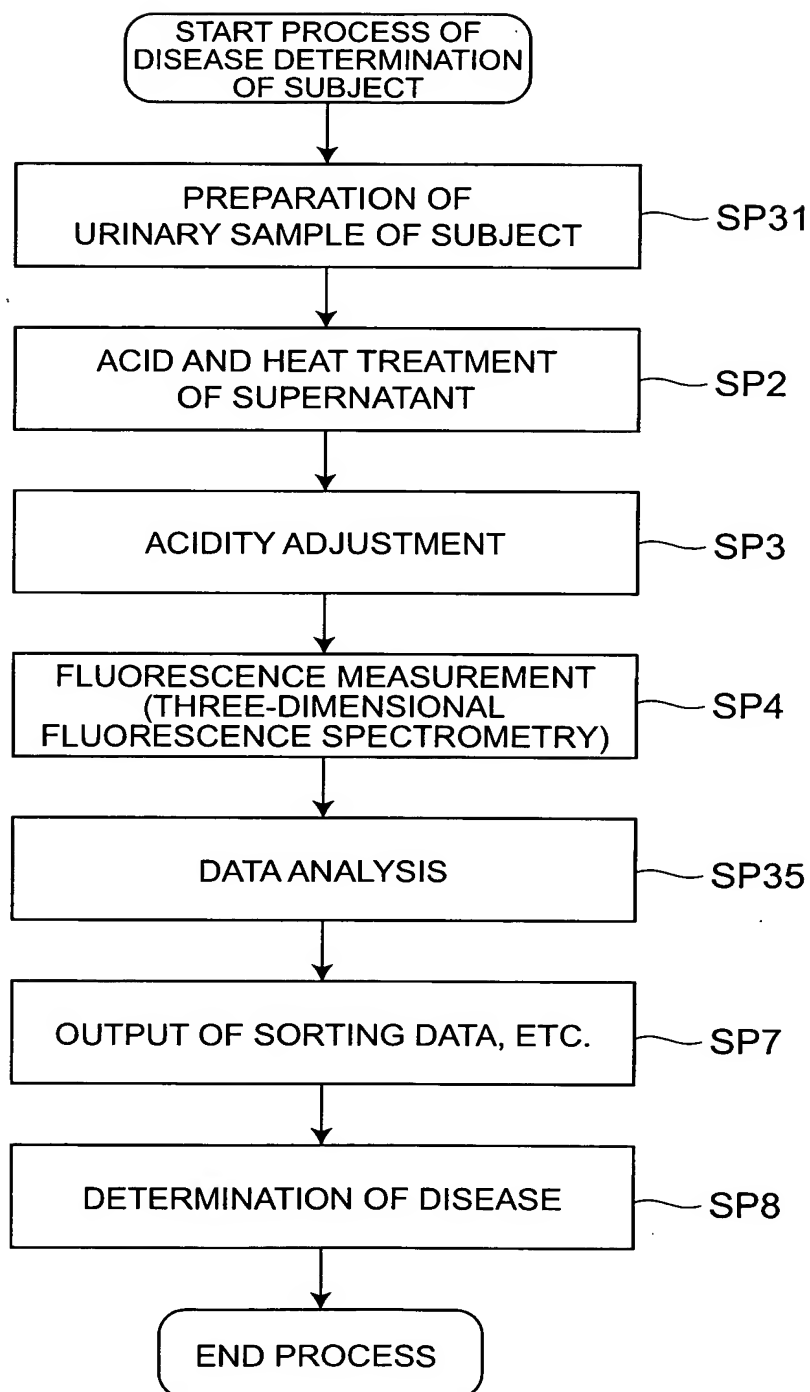 START PROCESS OF
DISEASE DETERMINATION
OF SUBJECT
PREPARATION OF
URINARY SAMPLE OF SUBJECT
SP31
ACID AND HEAT TREATMENT
OF SUPERNATANT
SP2
ACIDITY ADJUSTMENT
SP3
FLUORESCENCE MEASUREMENT
(THREE-DIMENSIONAL
FLUORESCENCE SPECTROMETRY)
SP4
DATA ANALYSIS
SP35
OUTPUT OF SORTING DATA, ETC.
SP7
DETERMINATION OF DISEASE
SP8
END PROCESS